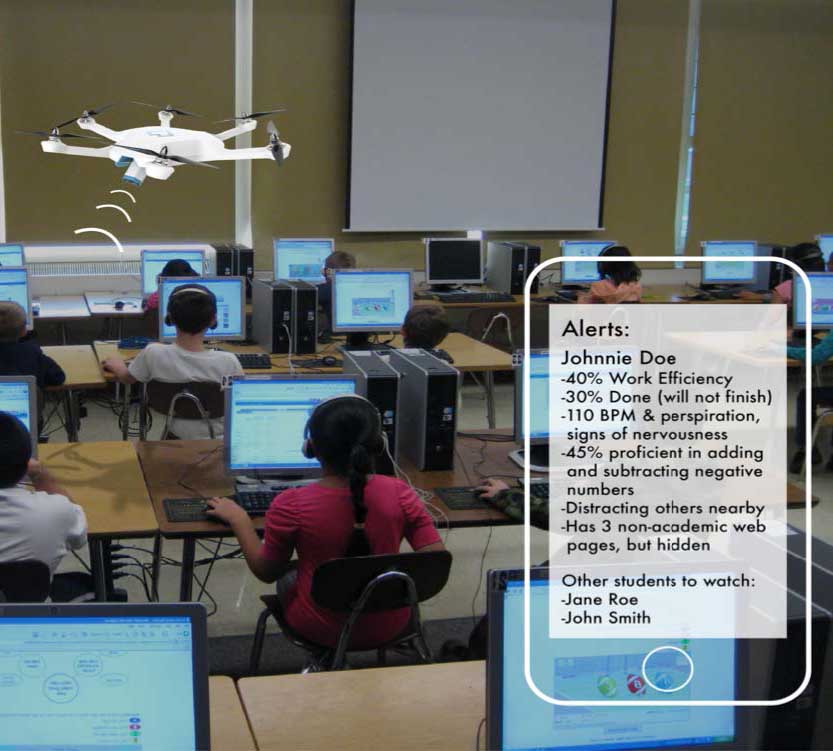 Alerts:
Johnnie Doe
-40% Work Efficiency
-30% Done (will not finish)
-110 BPM & perspiration,
signs of nervousness
-45% proficient in adding
and subtracting negative
numbers
-Distracting others nearby
-Has 3 non-academic web
pages, but hidden
Other students to watch:
-Jane Roe
-John Smith